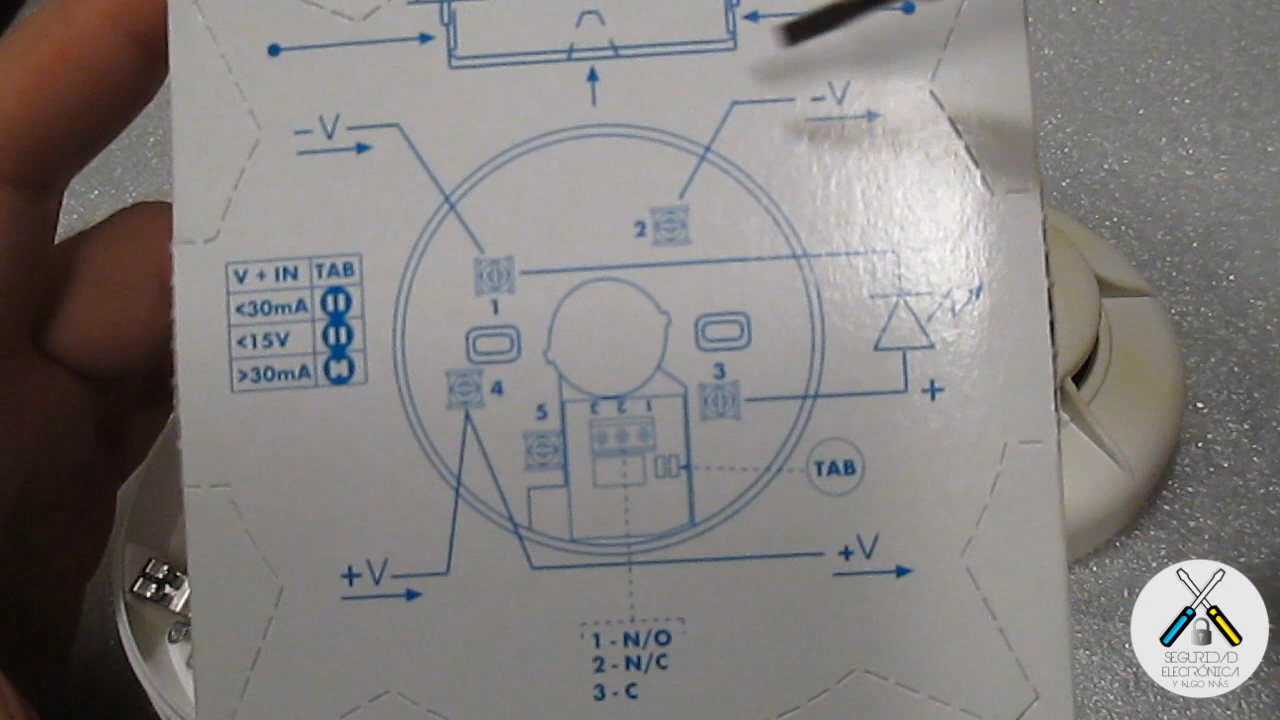 -V
-V
2
V + IN TAB
<30mA
<15V
>30mA
1
3
4
+
5
3 2 1
TAB
+V
+V
1 - N/O
2 - N/C
3 - C
SEGURIDAD
ELECTRÓNICA
Y ALGO MÁS